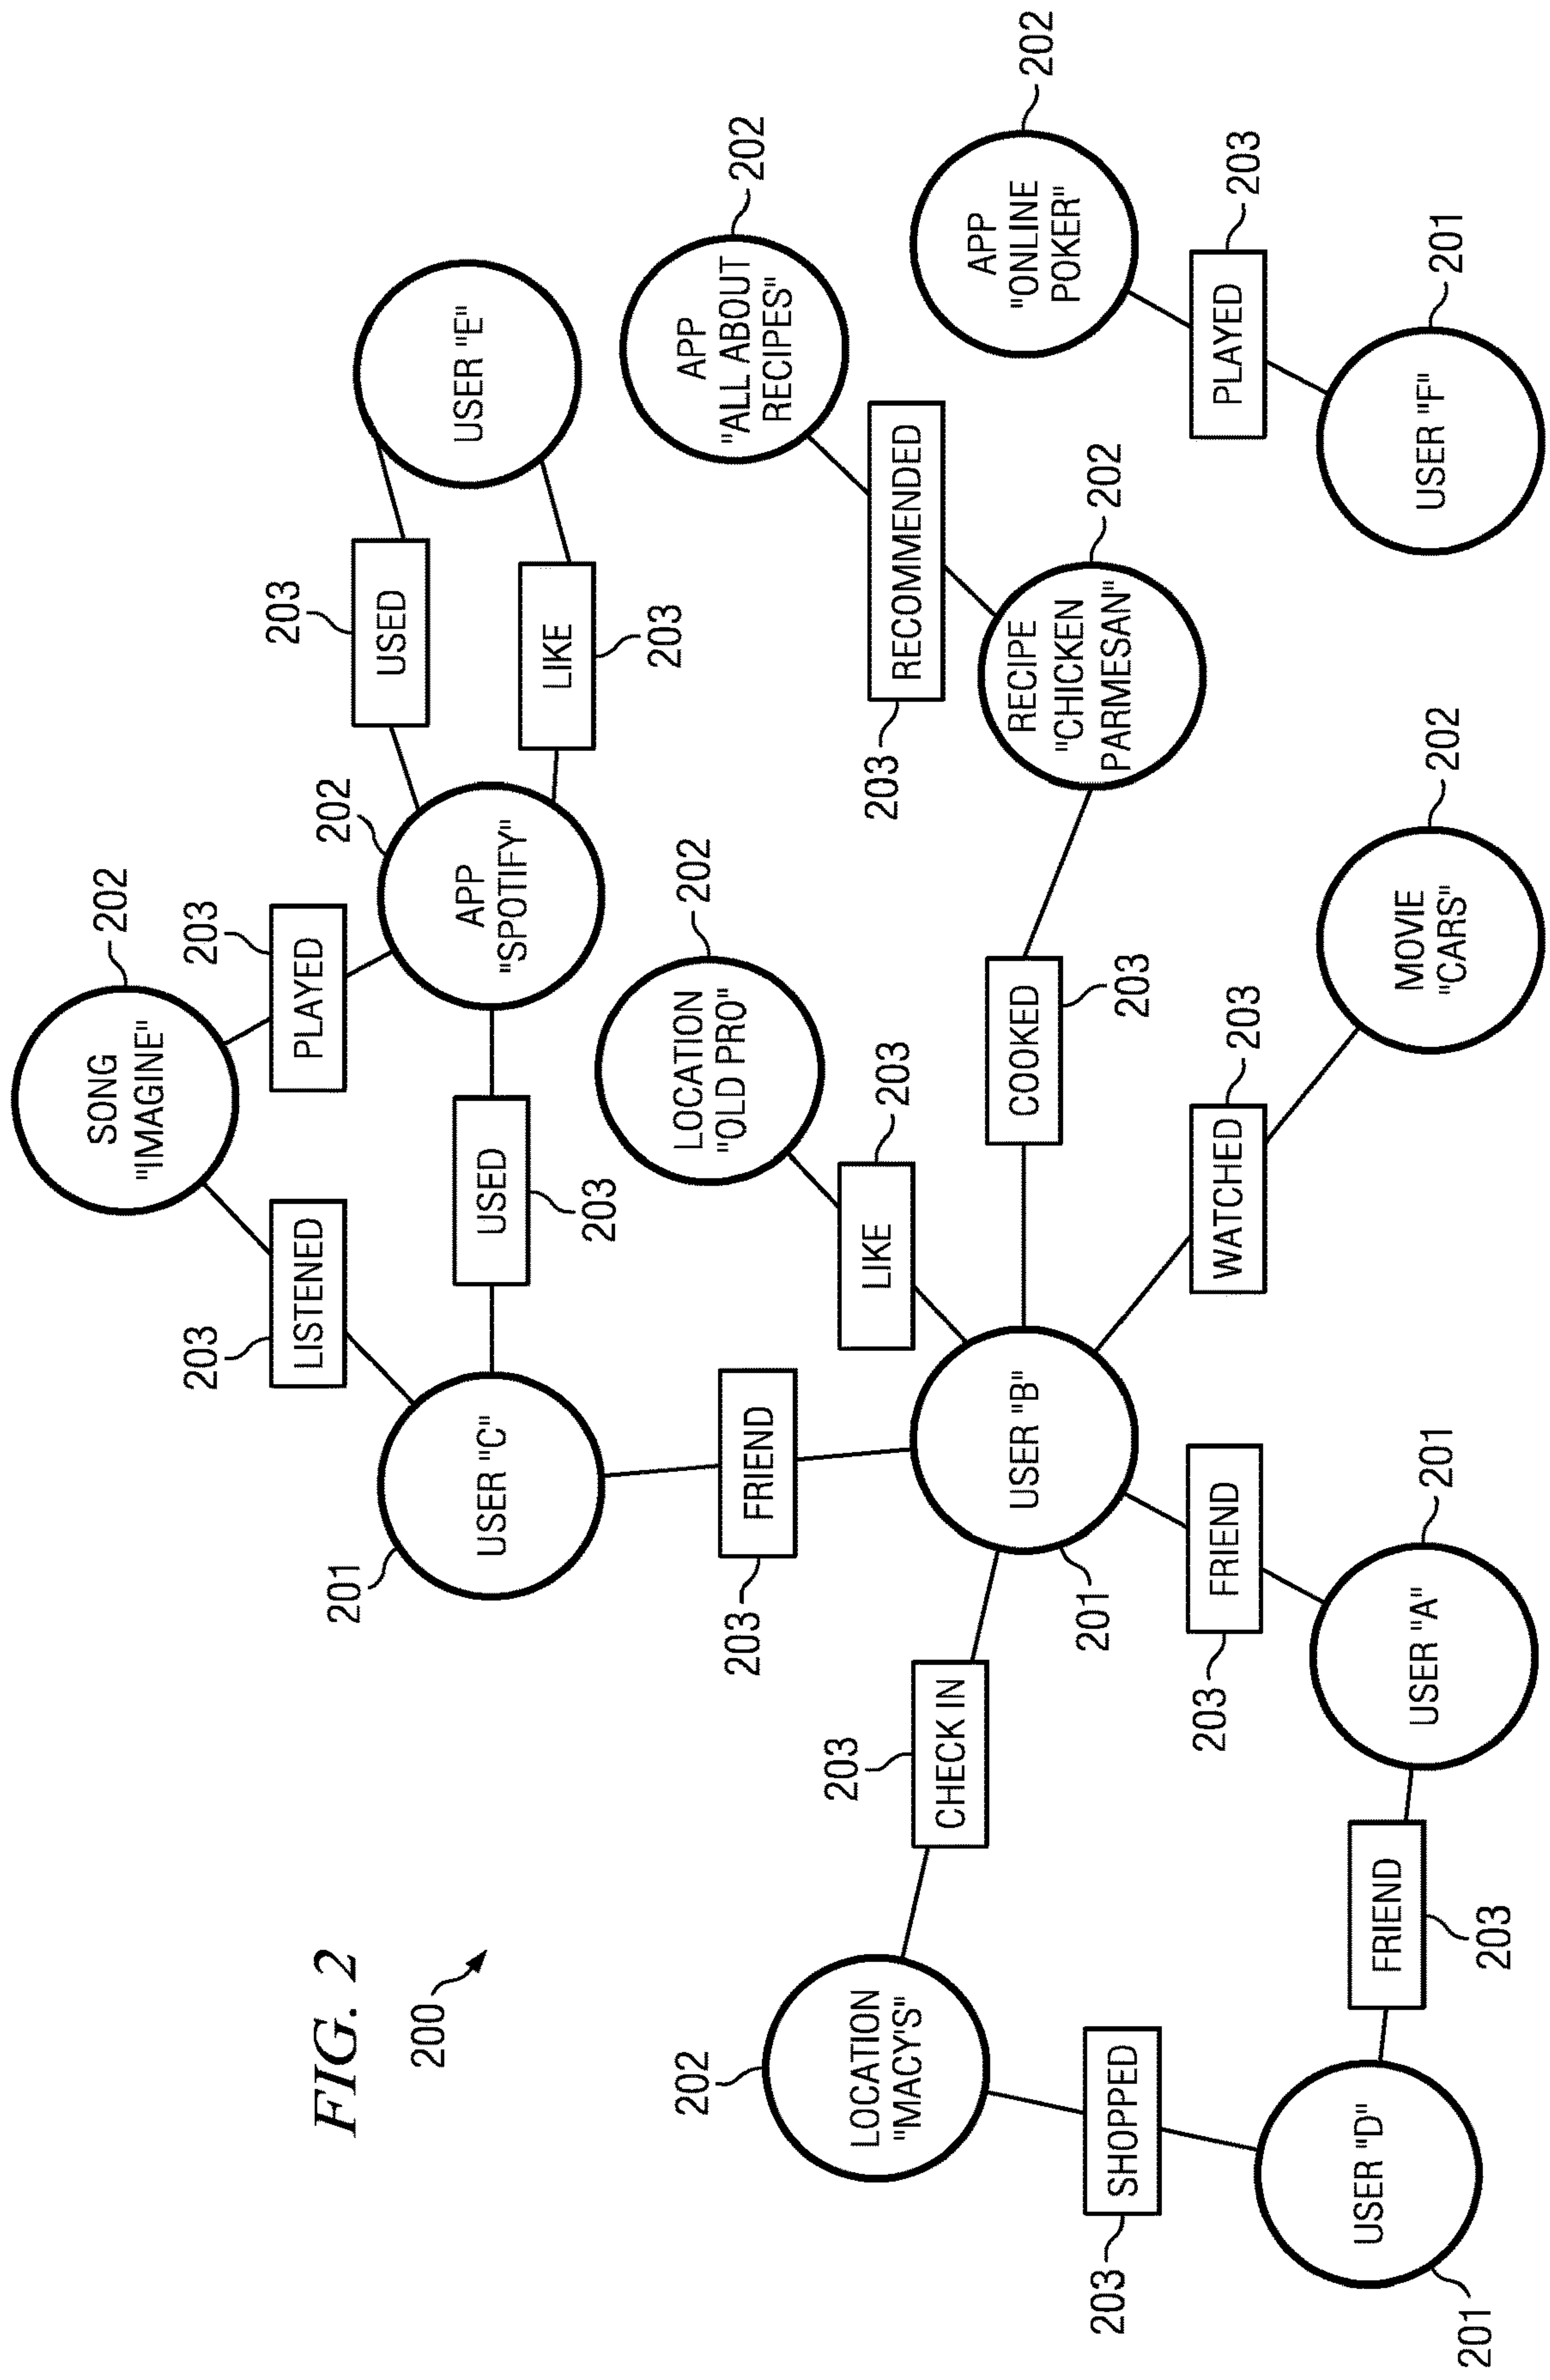 FIG. 2
200
202
SONG
"IMAGINE"
203
LISTENED
203
PLAYED
203
USED
201
USER "C"
USED
203
202
APP
"SPOTIFY"
LIKE
203
USER "E"
202
LOCATION
"MACY'S"
203
FRIEND
202
LOCATION
"OLD PRO"
202
APP
"ALL ABOUT
RECIPES"
203
CHECK IN
LIKE
203
203
RECOMMENDED
201
USER "B"
COOKED
203
202
RECIPE
"CHICKEN
PARMESAN"
202
APP
"ONLINE
POKER"
203
SHOPPED
203
FRIEND
WATCHED
203
PLAYED
203
201
USER "D"
FRIEND
203
USER "A"
201
MOVIE
"CARS"
202
USER "F"
201